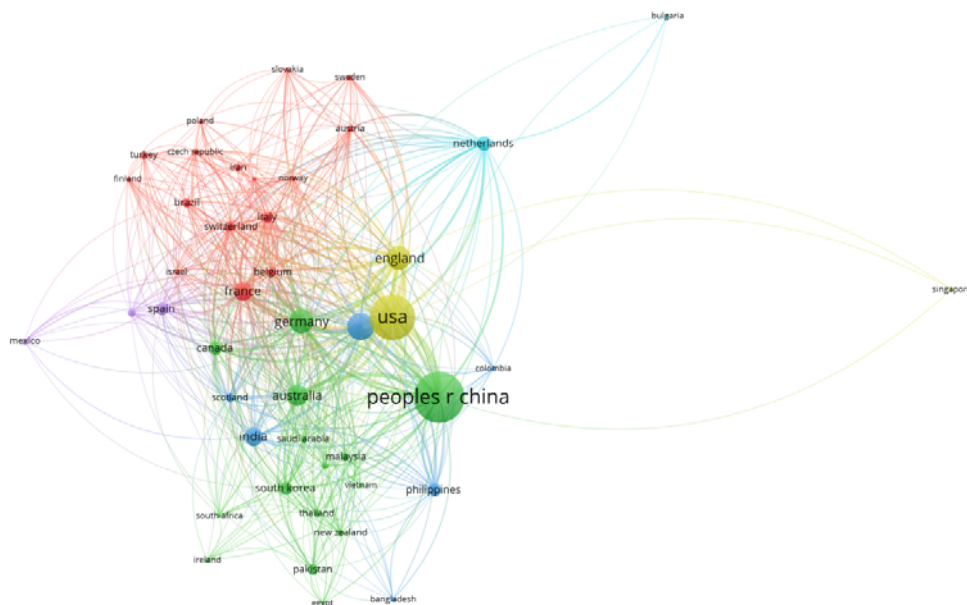 bulgaria
slovakia
sweden
poland
austria
netherlands
turkey
czech republic
iran
finland
norway
brazil
italy
switzerland
england
israel
belgium
france
singapor
spain
usa
germany
mexico
canada
colombia
scotland
australia
peoples r china
india
saudi arabia
malaysia
vietnam
south korea
philippines
thailand
south africa
new zealand
ireland
pakistan
bangladesh
egypt